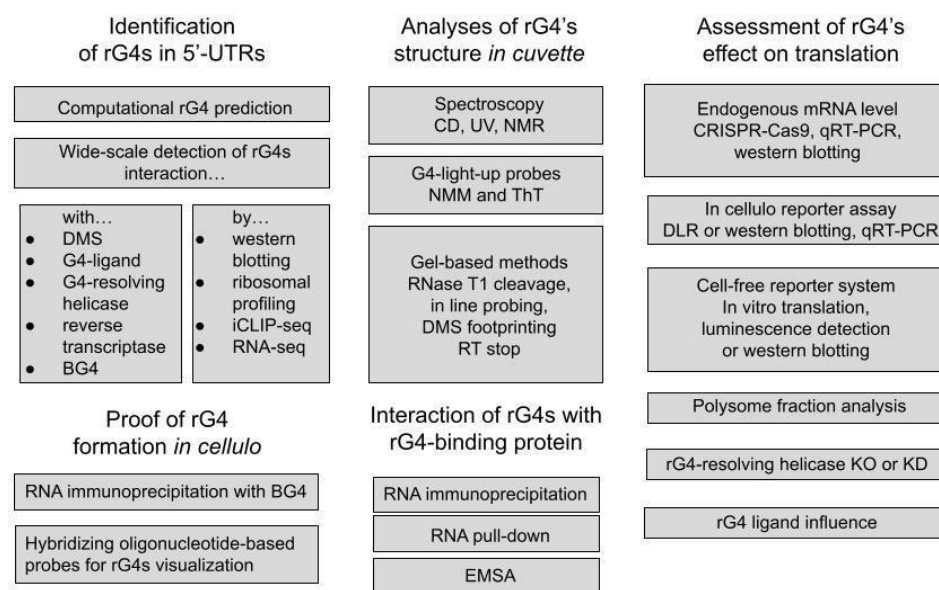 Identification
of rG4s in 5'-UTRs
Computational rG4 prediction
Wide-scale detection of rG4s
interaction…
with…
● DMS
● G4-ligand
● G4-resolving
helicase
● reverse
transcriptase
● BG4
by…
● western
blotting
● ribosomal
profiling
● iCLIP-seq
● RNA-seq
Proof of rG4
formation in cellulo
RNA immunoprecipitation with BG4
Hybridizing oligonucleotide-based
probes for rG4s visualization
Analyses of rG4's
structure in cuvette
Spectroscopy
CD, UV, NMR
G4-light-up probes
NMM and ThT
Gel-based methods
RNase T1 cleavage,
in line probing,
DMS footprinting
RT stop
Interaction of rG4s with
rG4-binding protein
RNA immunoprecipitation
RNA pull-down
EMSA
Assessment of rG4's
effect on translation
Endogenous mRNA level
CRISPR-Cas9, qRT-PCR,
western blotting
In cellulo reporter assay
DLR or western blotting, qRT-PCR
Cell-free reporter system
In vitro translation,
luminescence detection
or western blotting
Polysome fraction analysis
rG4-resolving helicase KO or KD
rG4 ligand influence